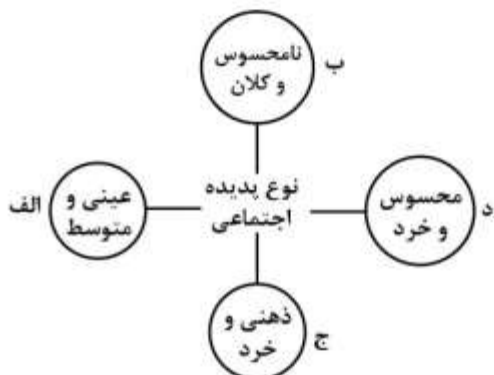 نامحسوس
و کلان
ب
نوع پدیده
اجتماعی
محسوس
و خرد
د
عینی و
متوسط
الف
ذهنی و
خرد
ج